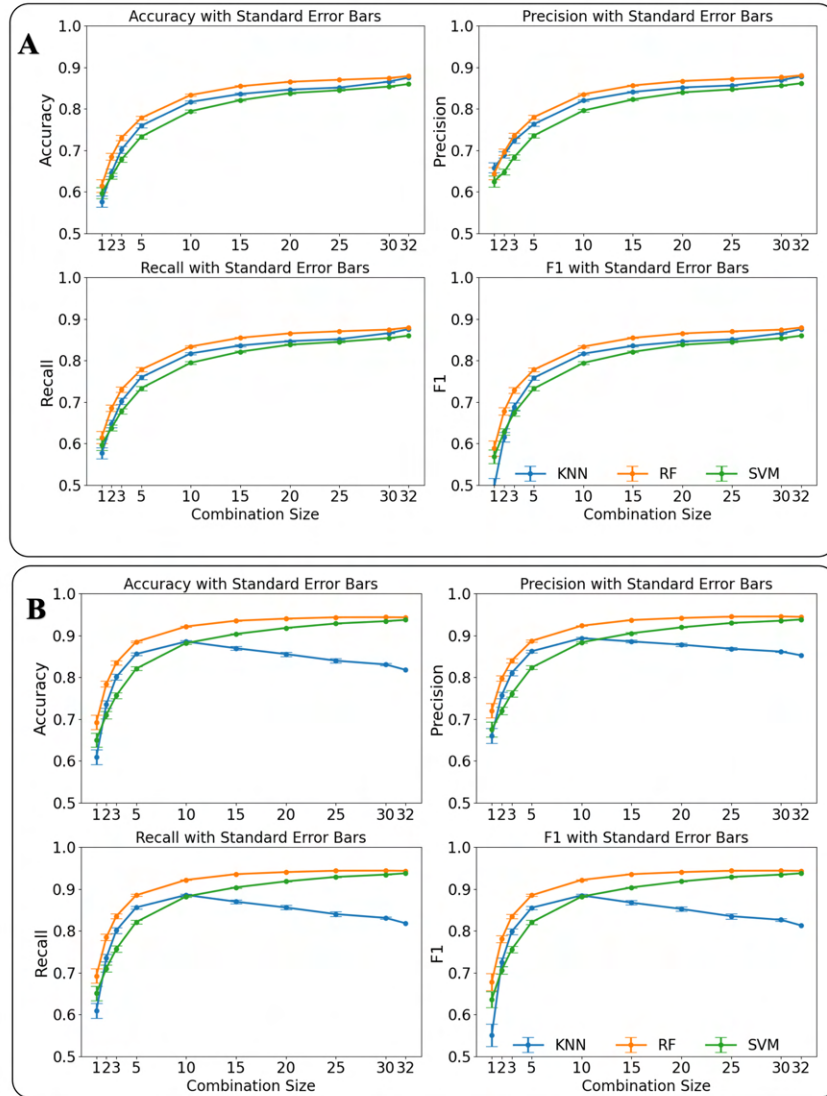 A
Accuracy with Standard Error Bars
1.0
0.9
0.8
0.7
0.6
0.5
Accuracy
1 2 3 5 10 15 20 25 30 32
Precision with Standard Error Bars
1.0
0.9
0.8
0.7
0.6
0.5
Precision
1 2 3 5 10 15 20 25 30 32
Recall with Standard Error Bars
1.0
0.9
0.8
0.7
0.6
0.5
Recall
1 2 3 5 10 15 20 25 30 32
Combination Size
F1 with Standard Error Bars
1.0
0.9
0.8
0.7
0.6
0.5
F1
KNN RF SVM
1 2 3 5 10 15 20 25 30 32
Combination Size
B
Accuracy with Standard Error Bars
1.0
0.9
0.8
0.7
0.6
0.5
Accuracy
1 2 3 5 10 15 20 25 30 32
Precision with Standard Error Bars
1.0
0.9
0.8
0.7
0.6
0.5
Precision
1 2 3 5 10 15 20 25 30 32
Recall with Standard Error Bars
1.0
0.9
0.8
0.7
0.6
0.5
Recall
1 2 3 5 10 15 20 25 30 32
Combination Size
F1 with Standard Error Bars
1.0
0.9
0.8
0.7
0.6
0.5
F1
KNN RF SVM
1 2 3 5 10 15 20 25 30 32
Combination Size